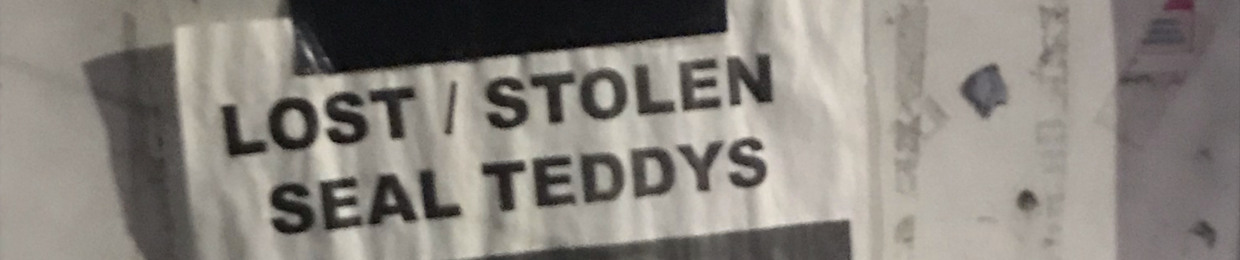 LOST / STOLEN
SEAL TEDDYS